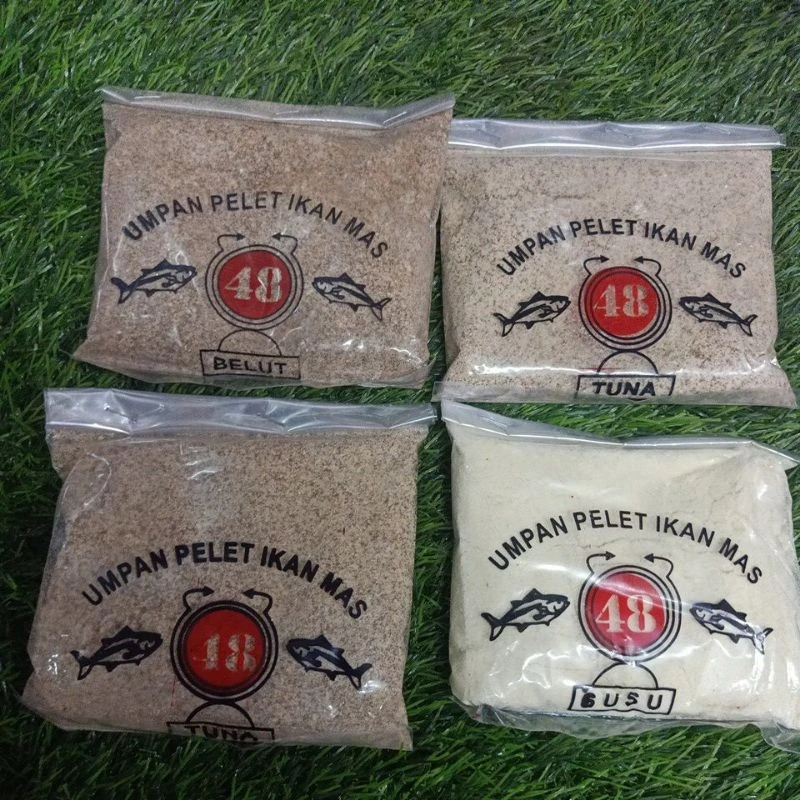 UMPAN PELET IKAN MAS
48
BELUT
UMPAN PELET IKAN MAS
48
TUNA
UMPAN PELET IKAN MAS
48
TUNA
UMPAN PELET IKAN MAS
48
SUSU